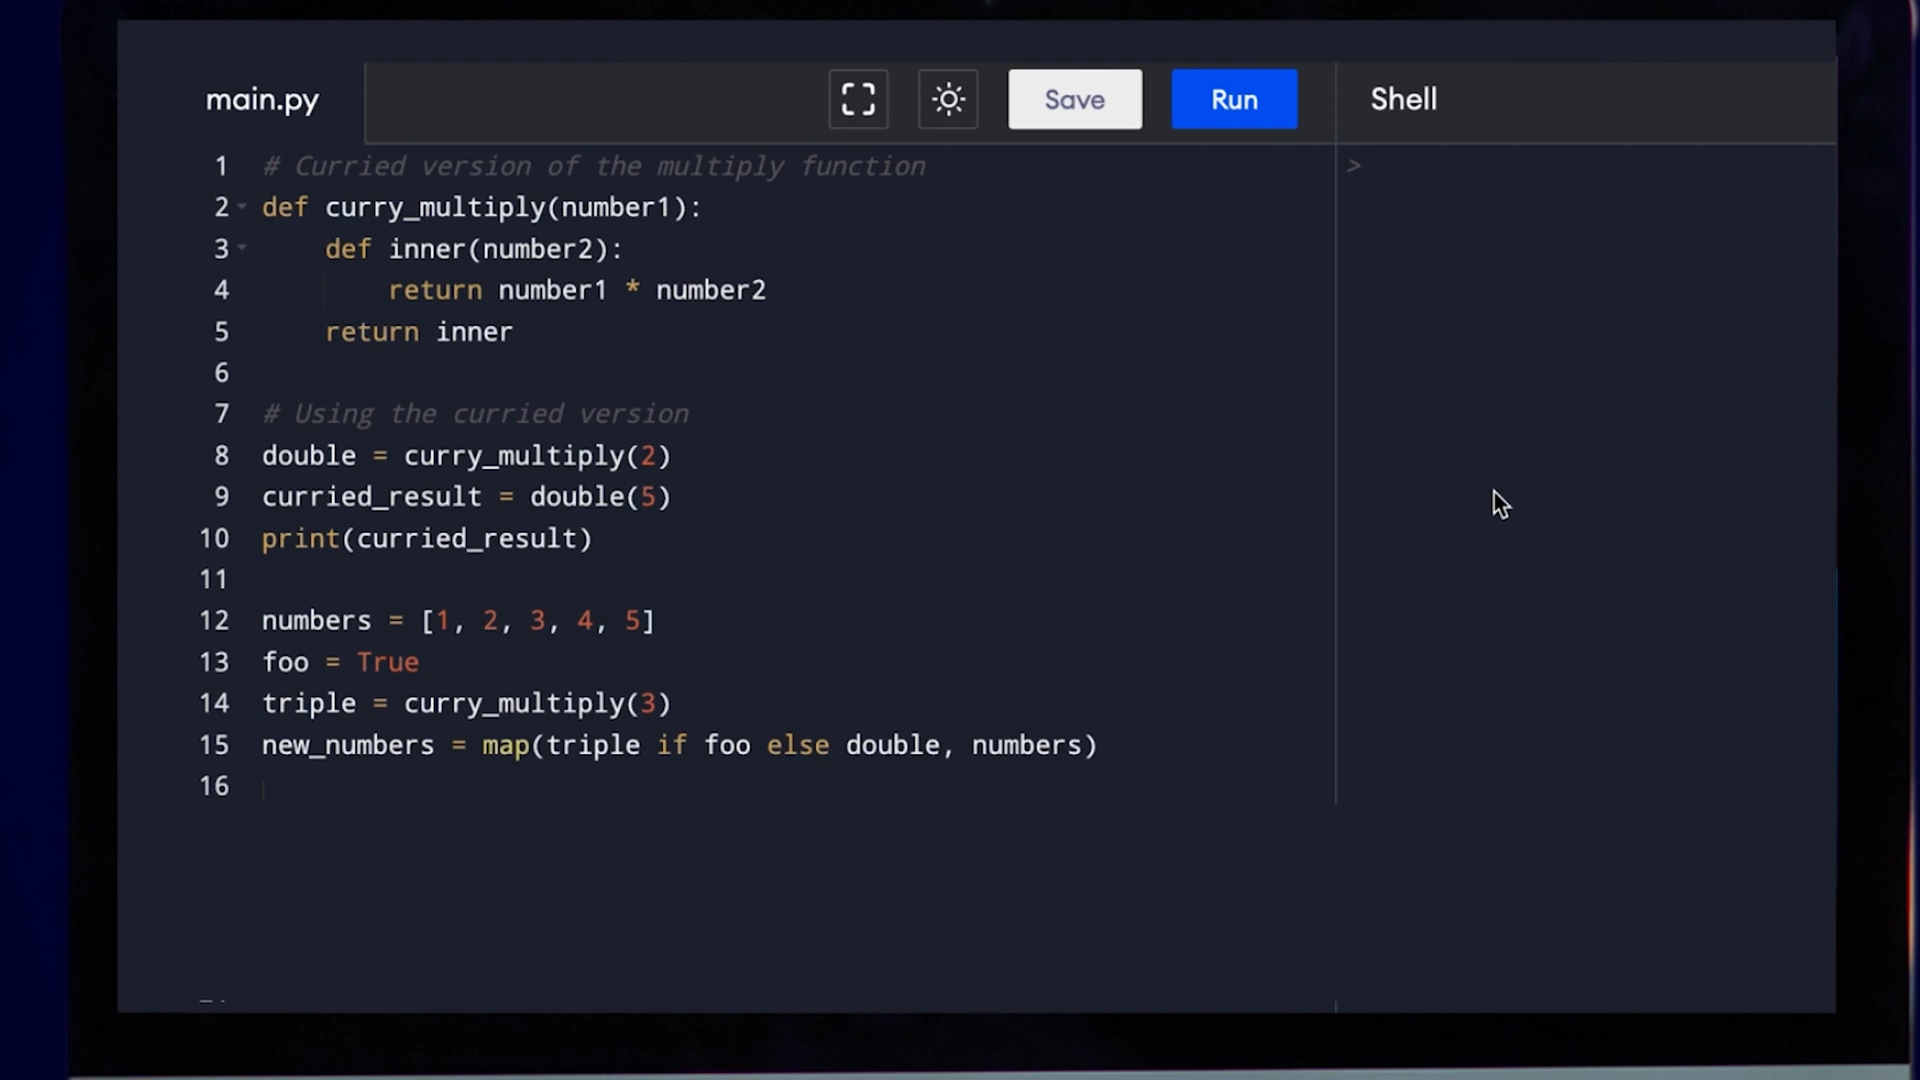 main.py
Save
Run
Shell
1 # Curried version of the multiply function
2 def curry_multiply(number1):
3     def inner(number2):
4         return number1 * number2
5     return inner
6
7 # Using the curried version
8 double = curry_multiply(2)
9 curried_result = double(5)
10 print(curried_result)
11
12 numbers = [1, 2, 3, 4, 5]
13 foo = True
14 triple = curry_multiply(3)
15 new_numbers = map(triple if foo else double, numbers)
16
>